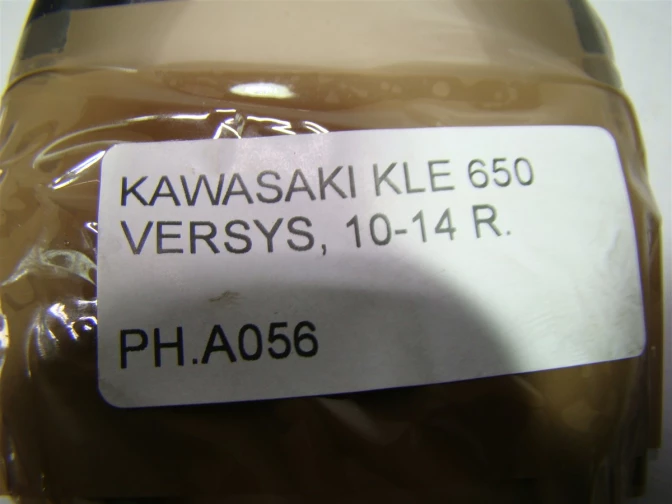 KAWASAKI KLE 650
VERSYS, 10-14 R.
PH.A056